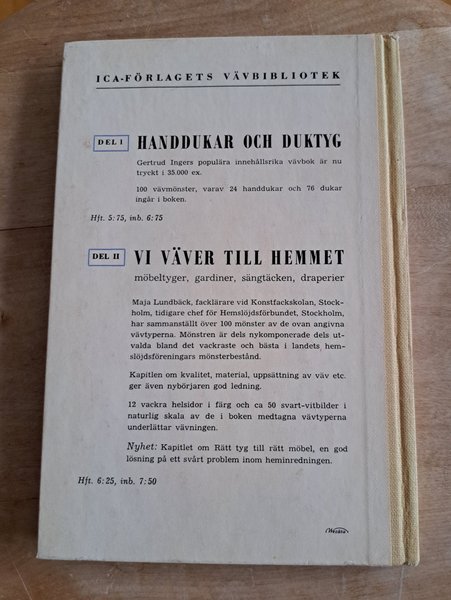 ICA-FÖRLAGETS VÄVBIBLIOTEK
DEL I
HANDDUKAR OCH DUKTYG
Gertrud Ingers populära innehållsrika vävbok är nu
tryckt i 35.000 ex.
100 vävmönster, varav 24 handdukar och 76 dukar
ingår i boken.
Hft. 5:75, inb. 6:75
DEL II
VI VÄVER TILL HEMMET
möbeltyger, gardiner, sängtäcken, draperier
Maja Lundbäck, facklärare vid Konstfackskolan, Stock-
holm, tidigare chef för Hemslöjdsförbundet, Stockholm,
har sammanställt över 100 mönster av de ovan angivna
vävtyperna. Mönstren är dels nykomponerade dels ut-
valda bland det vackraste och bästa i landets hem-
slöjdsföreningars mönsterbestånd.
Kapitlen om kvalitet, material, uppsättning av väv etc.
ger även nybörjaren god ledning.
12 vackra helsidor i färg och ca 50 svart-vitbilder i
naturlig skala av de i boken medtagna vävtyperna
underlättar vävningen.
Nyhet: Kapitlet om Rätt tyg till rätt möbel, en god
lösning på ett svårt problem inom heminredningen.
Hft. 6:25, inb. 7:50